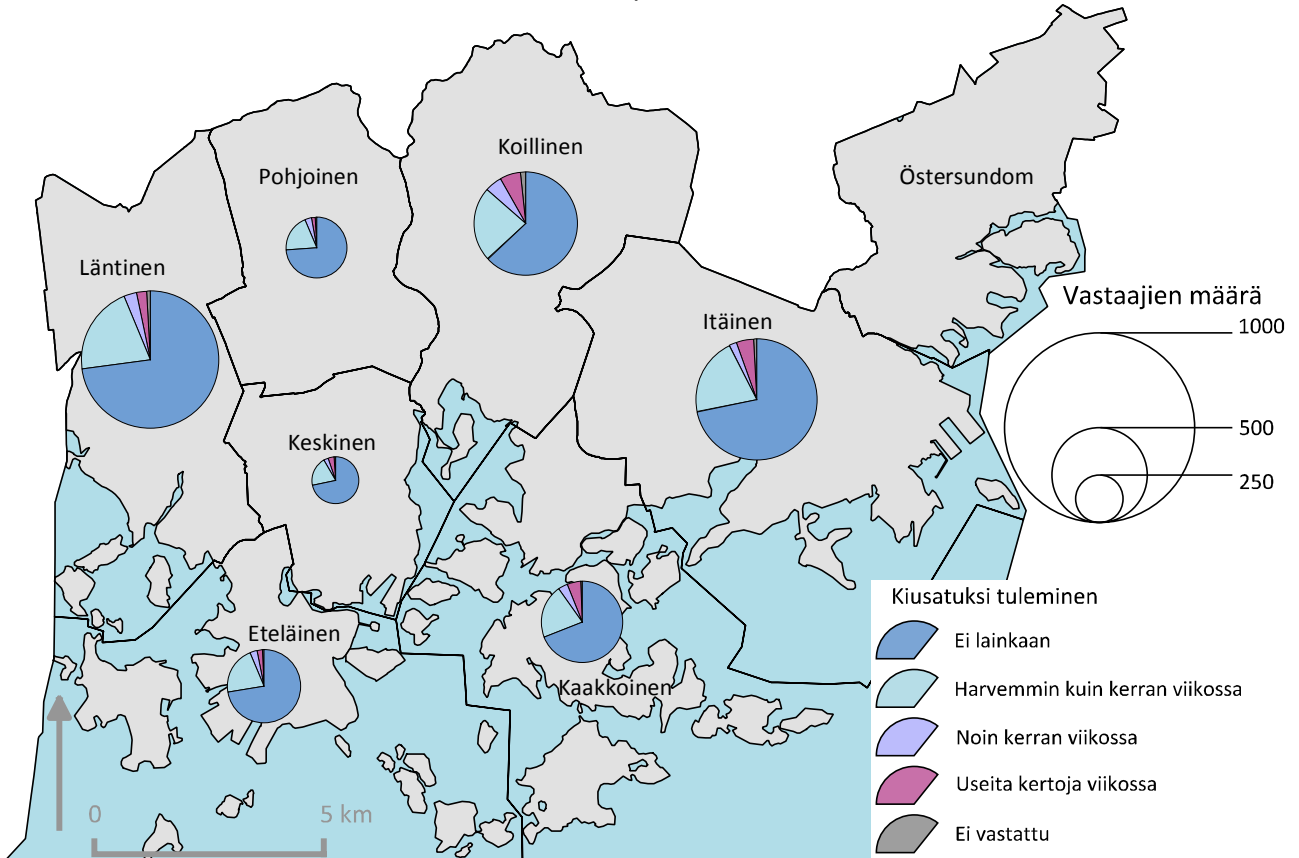 Koillinen
Pohjoinen
Östersundom
Läntinen
Itäinen
Keskinen
Eteläinen
Kaakkoinen
Vastaajien määrä
1000
500
250
Kiusatuksi tuleminen
Ei lainkaan
Harvemmin kuin kerran viikossa
Noin kerran viikossa
Useita kertoja viikossa
Ei vastattu
0
5 km